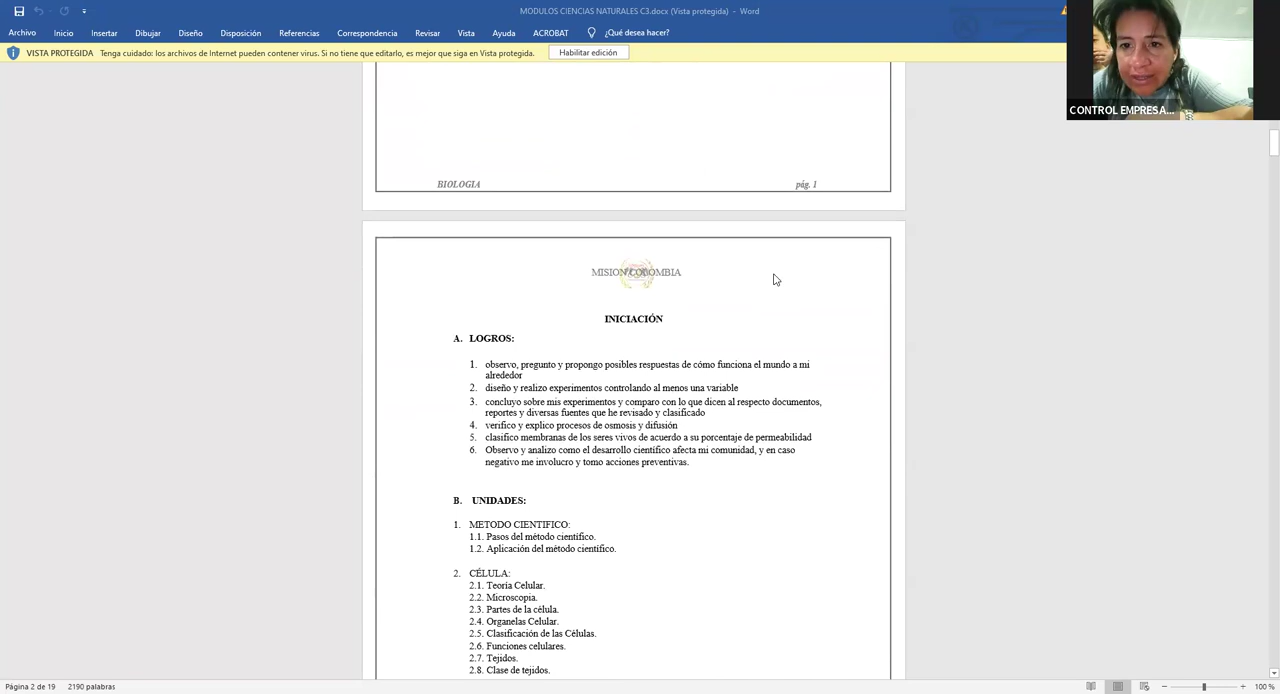 MODULOS CIENCIAS NATURALES C3.docx (Vista protegida) – Word
Archivo Inicio Insertar Dibujar Diseño Disposición Referencias Correspondencia Revisar Vista Ayuda ACROBAT ¿Qué desea hacer?
VISTA PROTEGIDA Tenga cuidado: los archivos de Internet pueden contener virus. Si no tiene que editarlo, es mejor que siga en Vista protegida. Habilitar edición
CONTROL EMPRESA...
BIOLOGIA pág. 1
MISION COLOMBIA
INICIACIÓN
A. LOGROS:
1. observo, pregunto y propongo posibles respuestas de cómo funciona el mundo a mi
alrededor
2. diseño y realizo experimentos controlando al menos una variable
3. concluyo sobre mis experimentos y comparo con lo que dicen al respecto documentos,
reportes y diversas fuentes que he revisado y clasificado
4. verifico y explico procesos de osmosis y difusión
5. clasifico membranas de los seres vivos de acuerdo a su porcentaje de permeabilidad
6. Observo y analizo como el desarrollo científico afecta mi comunidad, y en caso
negativo me involucro y tomo acciones preventivas.
B. UNIDADES:
1. METODO CIENTIFICO:
1.1. Pasos del método científico.
1.2. Aplicación del método científico.
2. CÉLULA:
2.1. Teoría Celular.
2.2. Microscopia.
2.3. Partes de la célula.
2.4. Organelas Celular.
2.5. Clasificación de las Células.
2.6. Funciones celulares.
2.7. Tejidos.
2.8. Clase de tejidos.
Página 2 de 19 2190 palabras 100 %